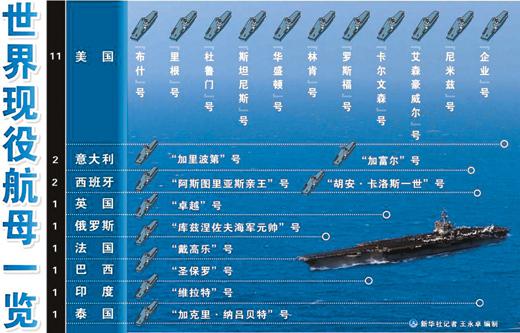 世界现役航母一览
11 美国 “布什”号 “里根”号 “杜鲁门”号 “斯坦尼斯”号 “华盛顿”号 “林肯”号 “罗斯福”号 “卡尔文森”号 “艾森豪威尔”号 “尼米兹”号 “企业”号
2 意大利 “加里波第”号 “加富尔”号
2 西班牙 “阿斯图里亚斯亲王”号 “胡安·卡洛斯一世”号
1 英国 “卓越”号
1 俄罗斯 “库兹涅佐夫海军元帅”号
1 法国 “戴高乐”号
1 巴西 “圣保罗”号
1 印度 “维拉特”号
1 泰国 “加克里·纳吕贝特”号
新华社记者 王永卓 编制